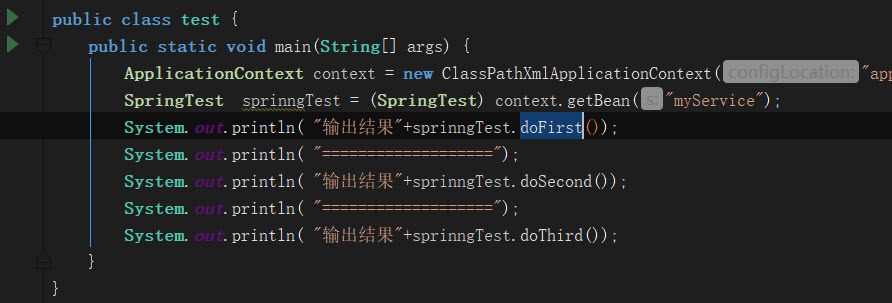 public class test {
public static void main(String[] args) {
ApplicationContext context = new ClassPathXmlApplicationContext( configLocation: "app
SpringTest sprinngTest = (SpringTest) context.getBean( s: "myService");
System.out.println( "输出结果"+sprinngTest.doFirst());
System.out.println( "===================");
System.out.println( "输出结果"+sprinngTest.doSecond());
System.out.println( "===================");
System.out.println( "输出结果"+sprinngTest.doThird());
}
}